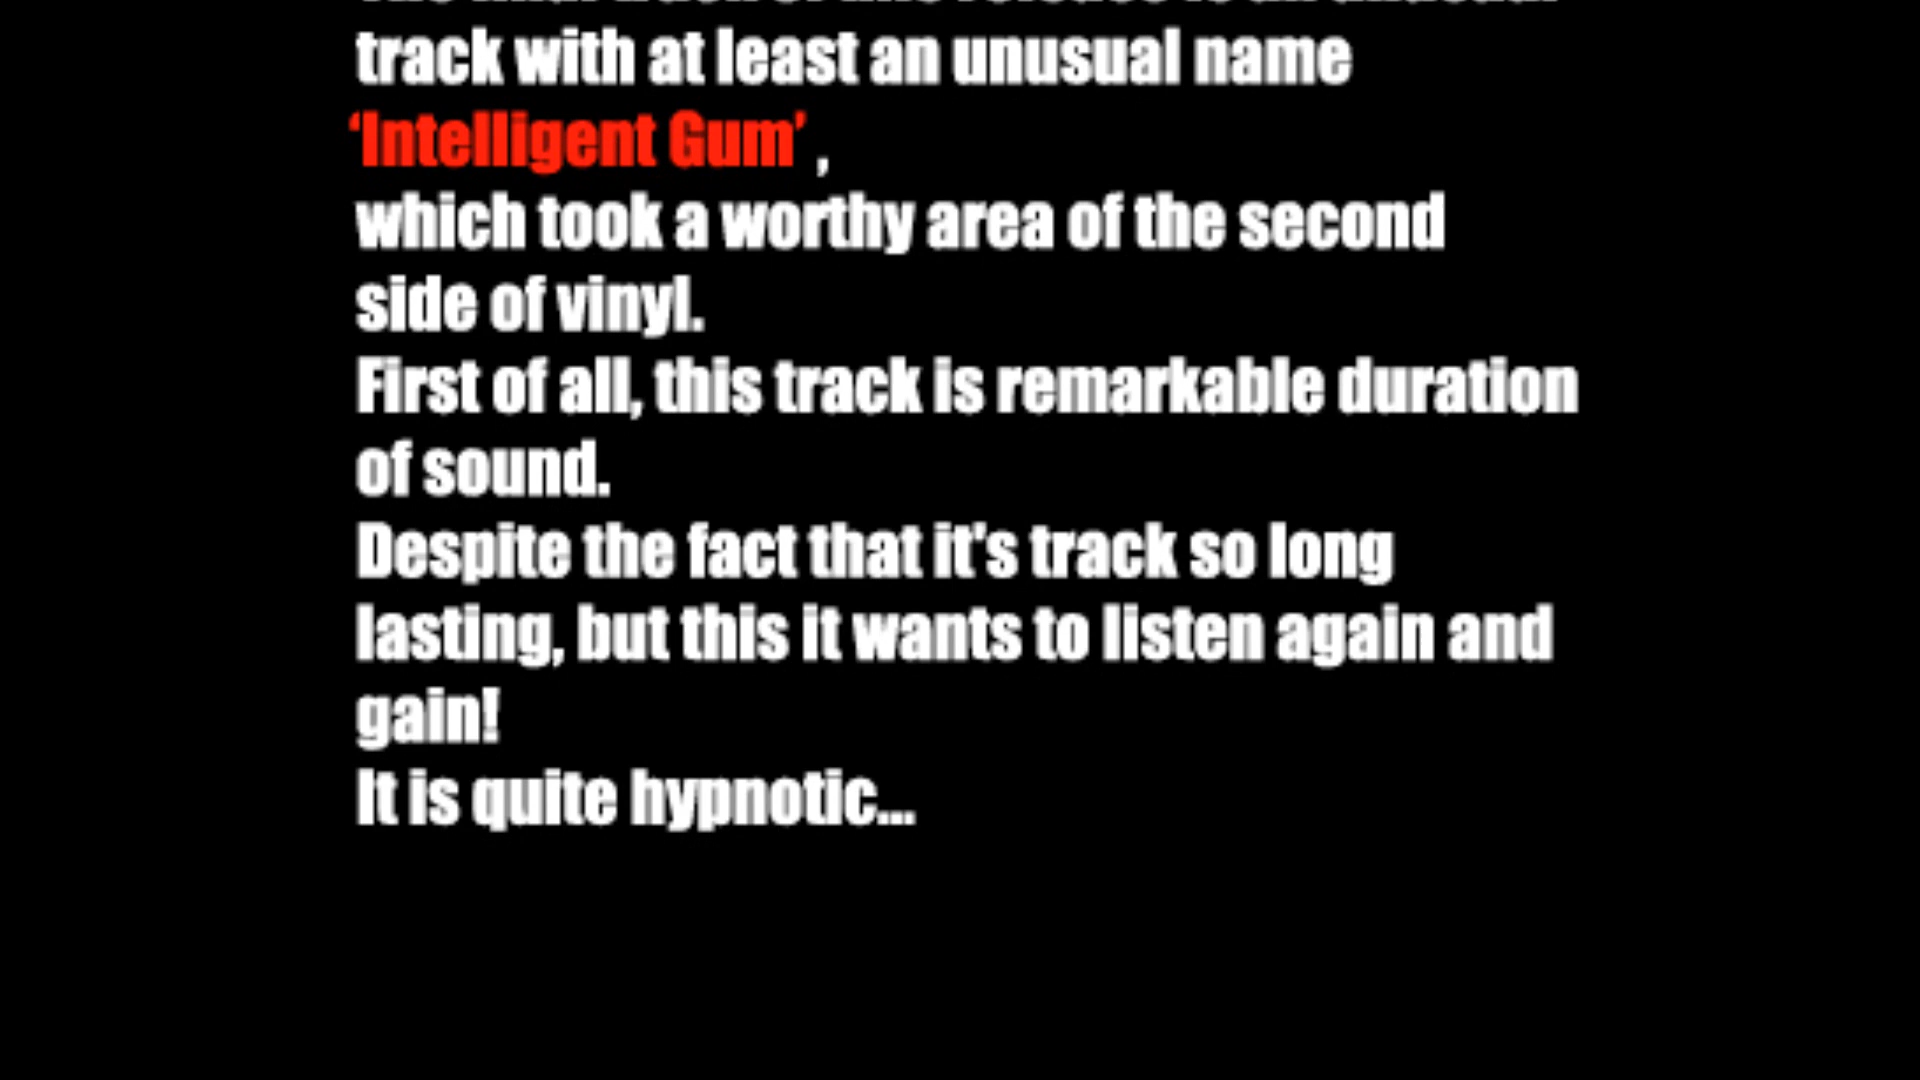 track with at least an unusual name
‘Intelligent Gum’ ,
which took a worthy area of the second
side of vinyl.
First of all, this track is remarkable duration
of sound.
Despite the fact that it's track so long
lasting, but this it wants to listen again and
gain!
It is quite hypnotic...